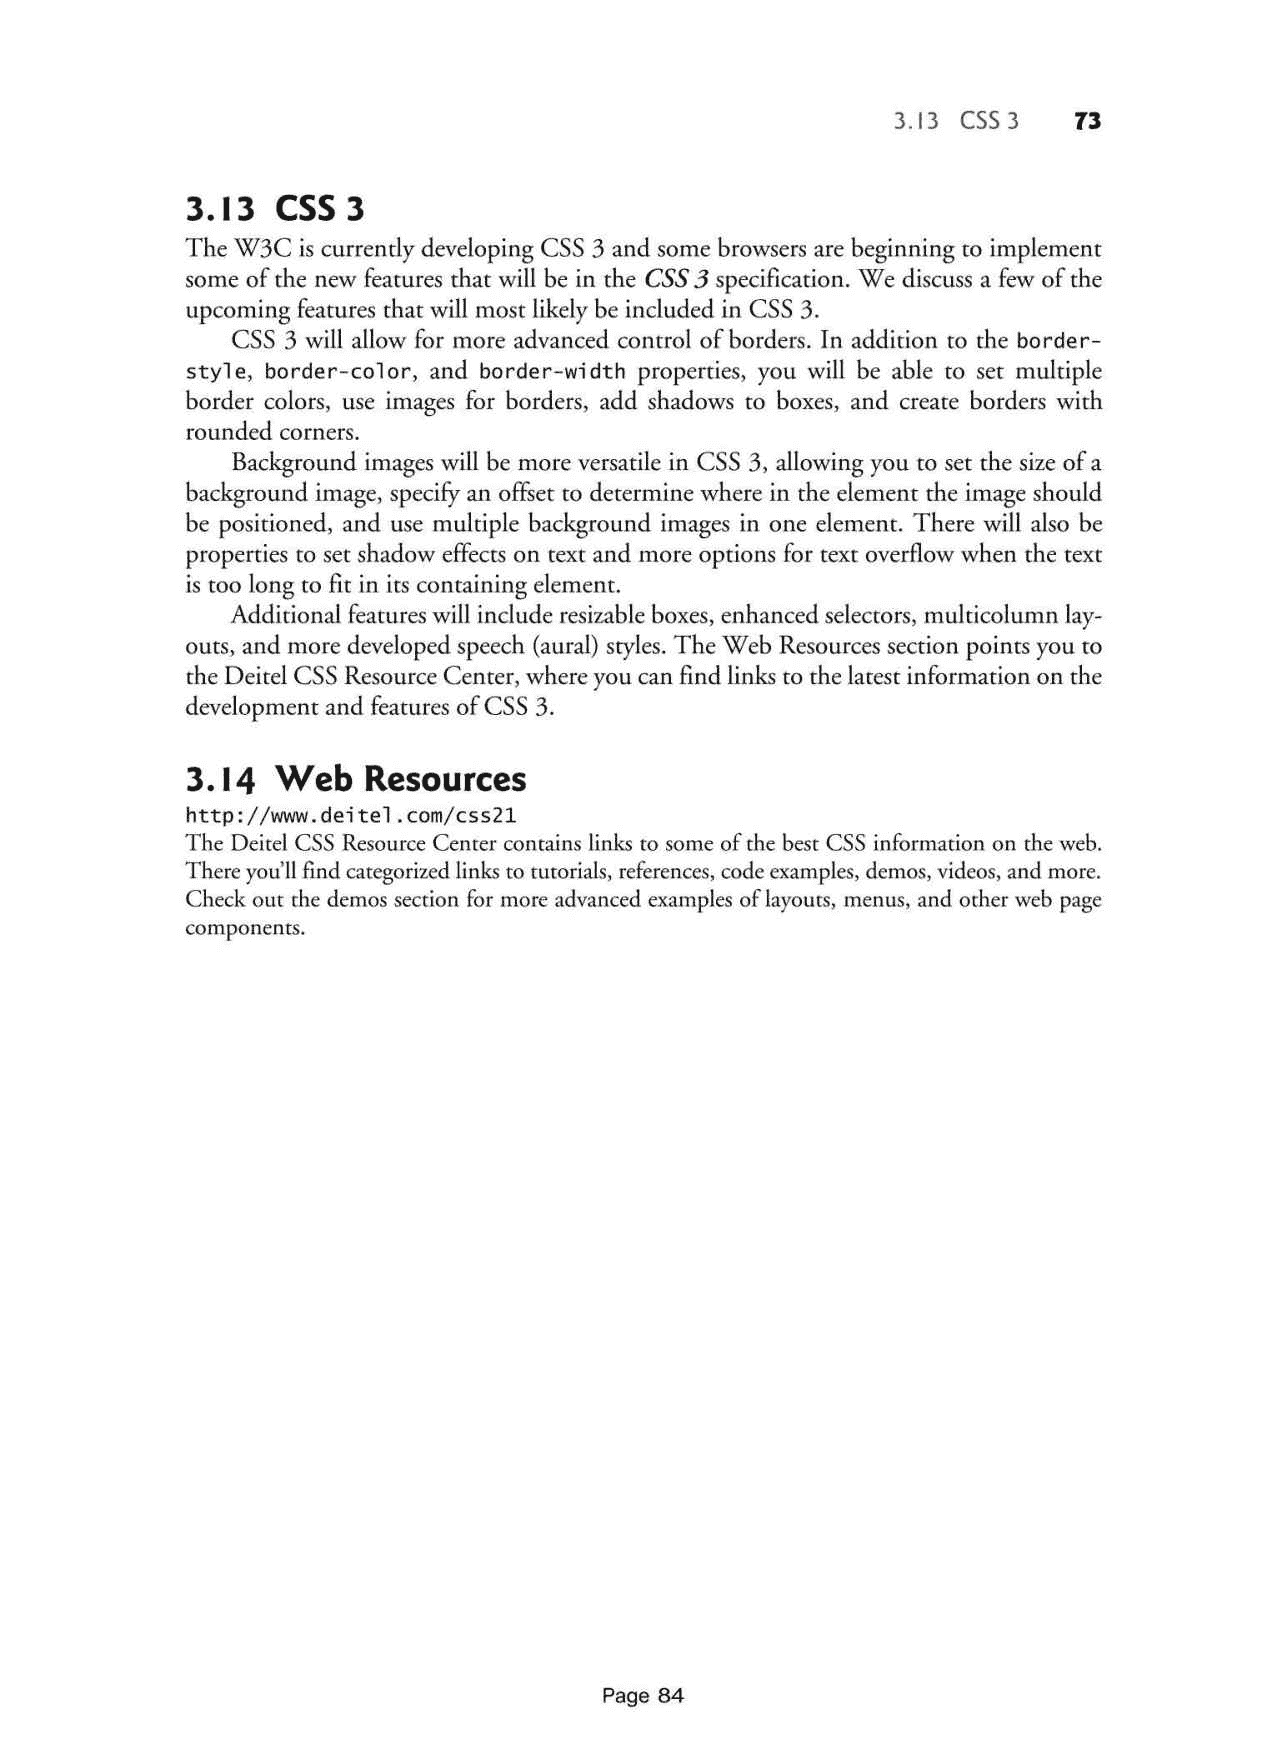 3.13 CSS 3 73
3.13 CSS 3
The W3C is currently developing CSS 3 and some browsers are beginning to implement
some of the new features that will be in the CSS 3 specification. We discuss a few of the
upcoming features that will most likely be included in CSS 3.
CSS 3 will allow for more advanced control of borders. In addition to the border-
style, border-color, and border-width properties, you will be able to set multiple
border colors, use images for borders, add shadows to boxes, and create borders with
rounded corners.
Background images will be more versatile in CSS 3, allowing you to set the size of a
background image, specify an offset to determine where in the element the image should
be positioned, and use multiple background images in one element. There will also be
properties to set shadow effects on text and more options for text overflow when the text
is too long to fit in its containing element.
Additional features will include resizable boxes, enhanced selectors, multicolumn lay-
outs, and more developed speech (aural) styles. The Web Resources section points you to
the Deitel CSS Resource Center, where you can find links to the latest information on the
development and features of CSS 3.
3.14 Web Resources
http://www.deitel.com/css21
The Deitel CSS Resource Center contains links to some of the best CSS information on the web.
There you'll find categorized links to tutorials, references, code examples, demos, videos, and more.
Check out the demos section for more advanced examples of layouts, menus, and other web page
components.
Page 84